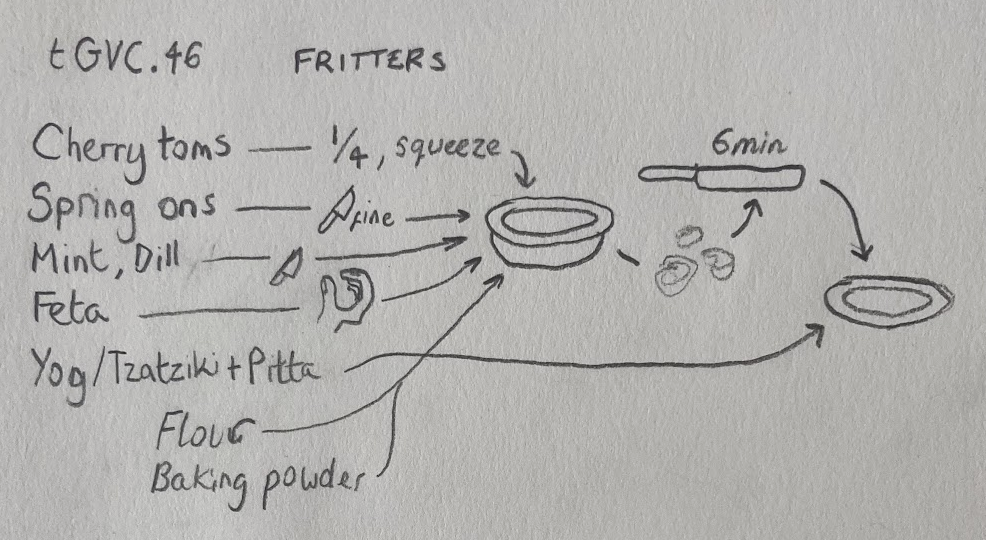 tGVC.46 FRITTERS
6min
Cherry toms — 1/4, squeeze
Spring ons — fine
Mint, Dill
Feta
Yog/Tzatziki + Pitta
Flour
Baking powder